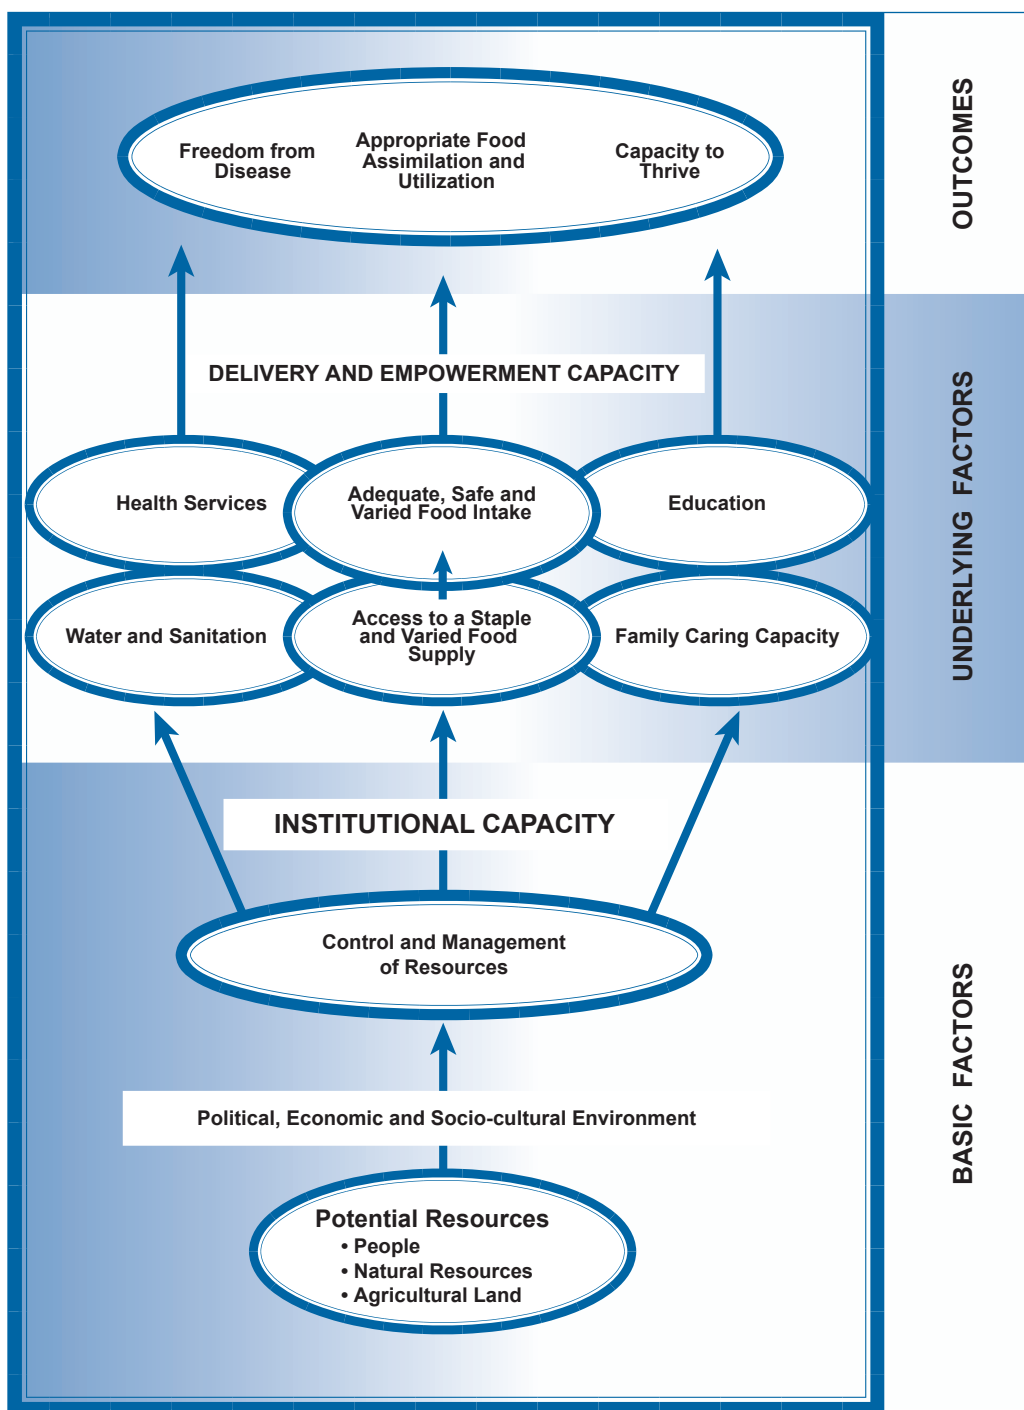 OUTCOMES
Freedom from
Disease
Appropriate Food
Assimilation and
Utilization
Capacity to
Thrive
UNDERLYING FACTORS
DELIVERY AND EMPOWERMENT CAPACITY
Health Services
Adequate, Safe and
Varied Food Intake
Education
Water and Sanitation
Access to a Staple
and Varied Food
Supply
Family Caring Capacity
BASIC FACTORS
INSTITUTIONAL CAPACITY
Control and Management
of Resources
Political, Economic and Socio-cultural Environment
Potential Resources
• People
• Natural Resources
• Agricultural Land